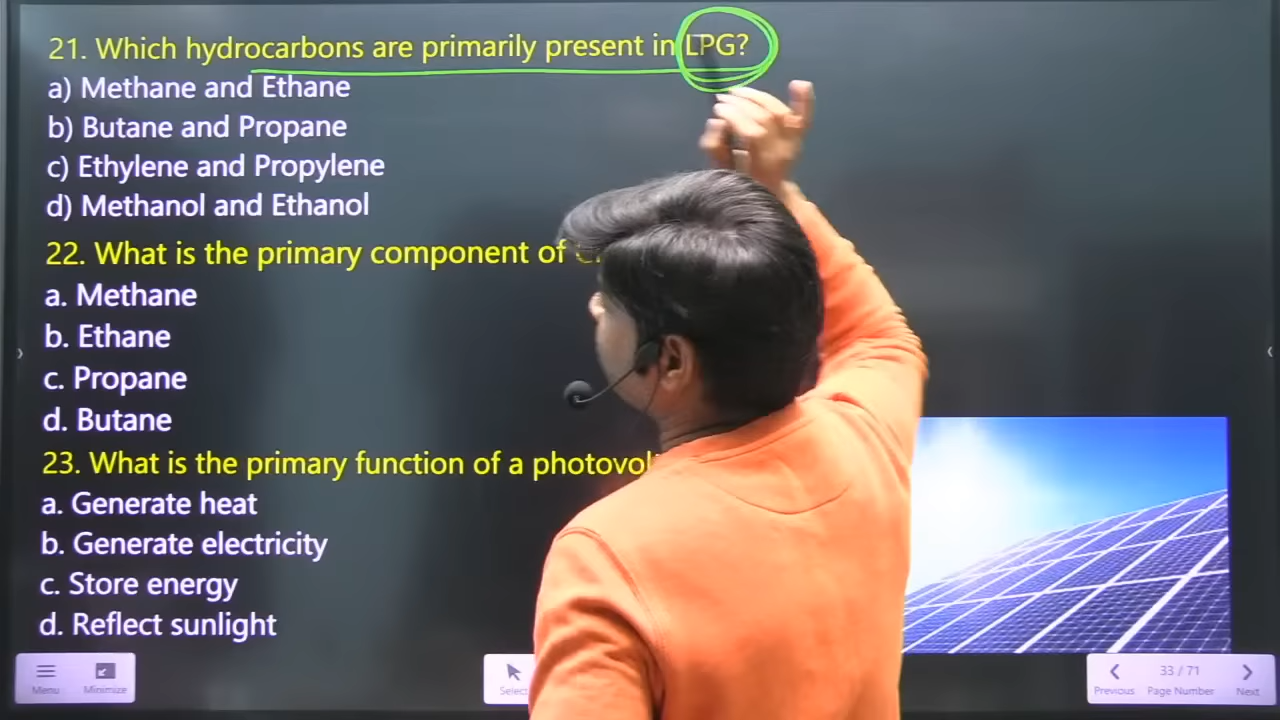 21. Which hydrocarbons are primarily present in LPG?
a) Methane and Ethane
b) Butane and Propane
c) Ethylene and Propylene
d) Methanol and Ethanol
22. What is the primary component of
a. Methane
b. Ethane
c. Propane
d. Butane
23. What is the primary function of a
a. Generate heat
b. Generate electricity
c. Store energy
d. Reflect sunlight
Menu
Minimize
Select
Previous
33 / 71
Page Number
Next